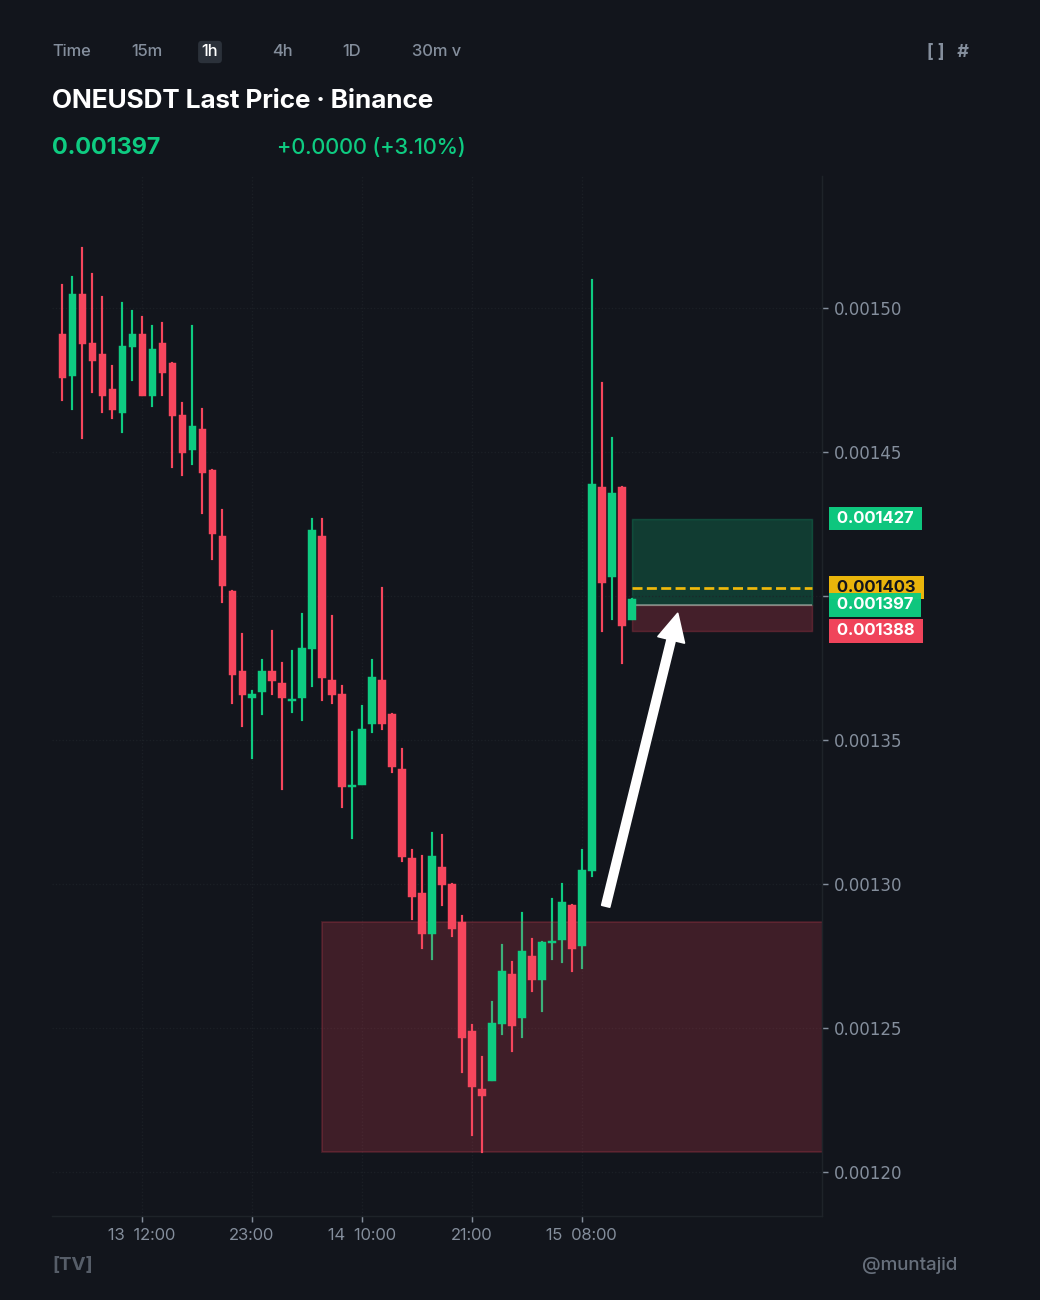 Time 15m 1h 4h 1D 30m v [ ] #
ONEUSDT Last Price · Binance
0.001397 +0.0000 (+3.10%)
0.00150
0.00145
0.001427
0.001403
0.001397
0.001388
0.00135
0.00130
0.00125
0.00120
13 12:00 23:00 14 10:00 21:00 15 08:00
[TV] @muntajid